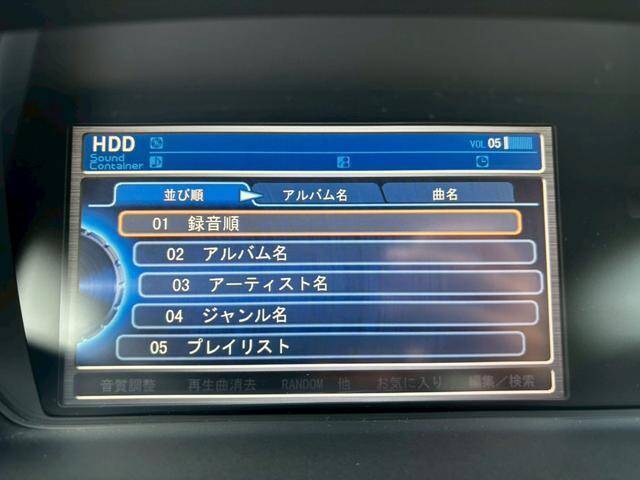 HDD VOL 05
Sound
Container
並び順 アルバム名 曲名
01 録音順
02 アルバム名
03 アーティスト名
04 ジャンル名
05 プレイリスト
音質調整 再生曲消去 RANDOM 他 お気に入り 編集/検索